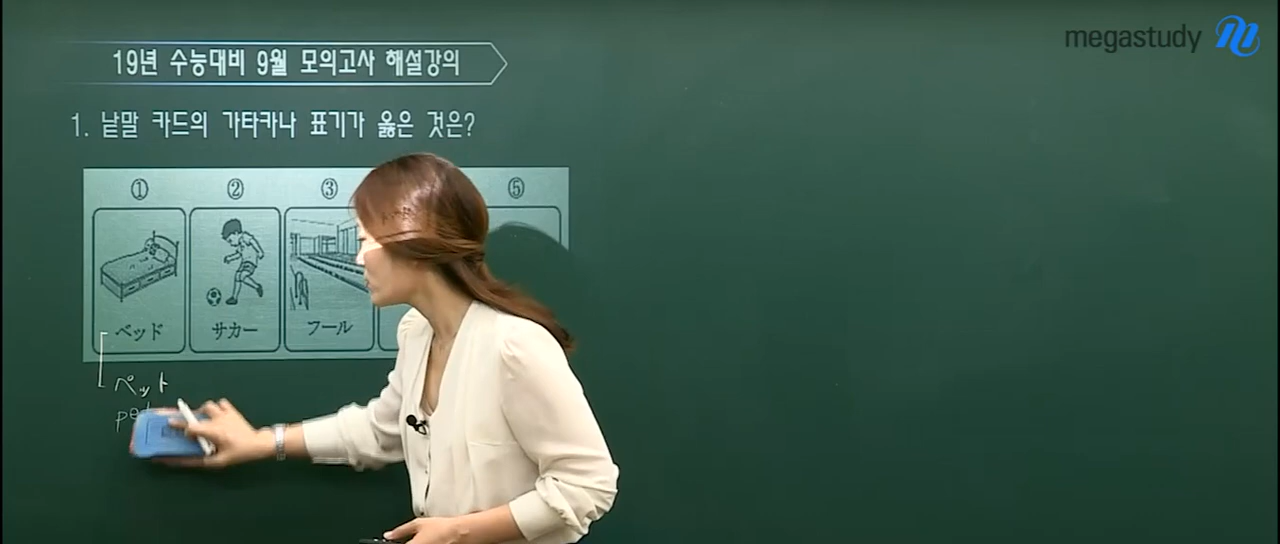 megastudy
19년 수능대비 9월 모의고사 해설강의
1. 낱말 카드의 가타카나 표기가 옳은 것은?
① ② ③ ⑤
ベッド サカー フール
ペット